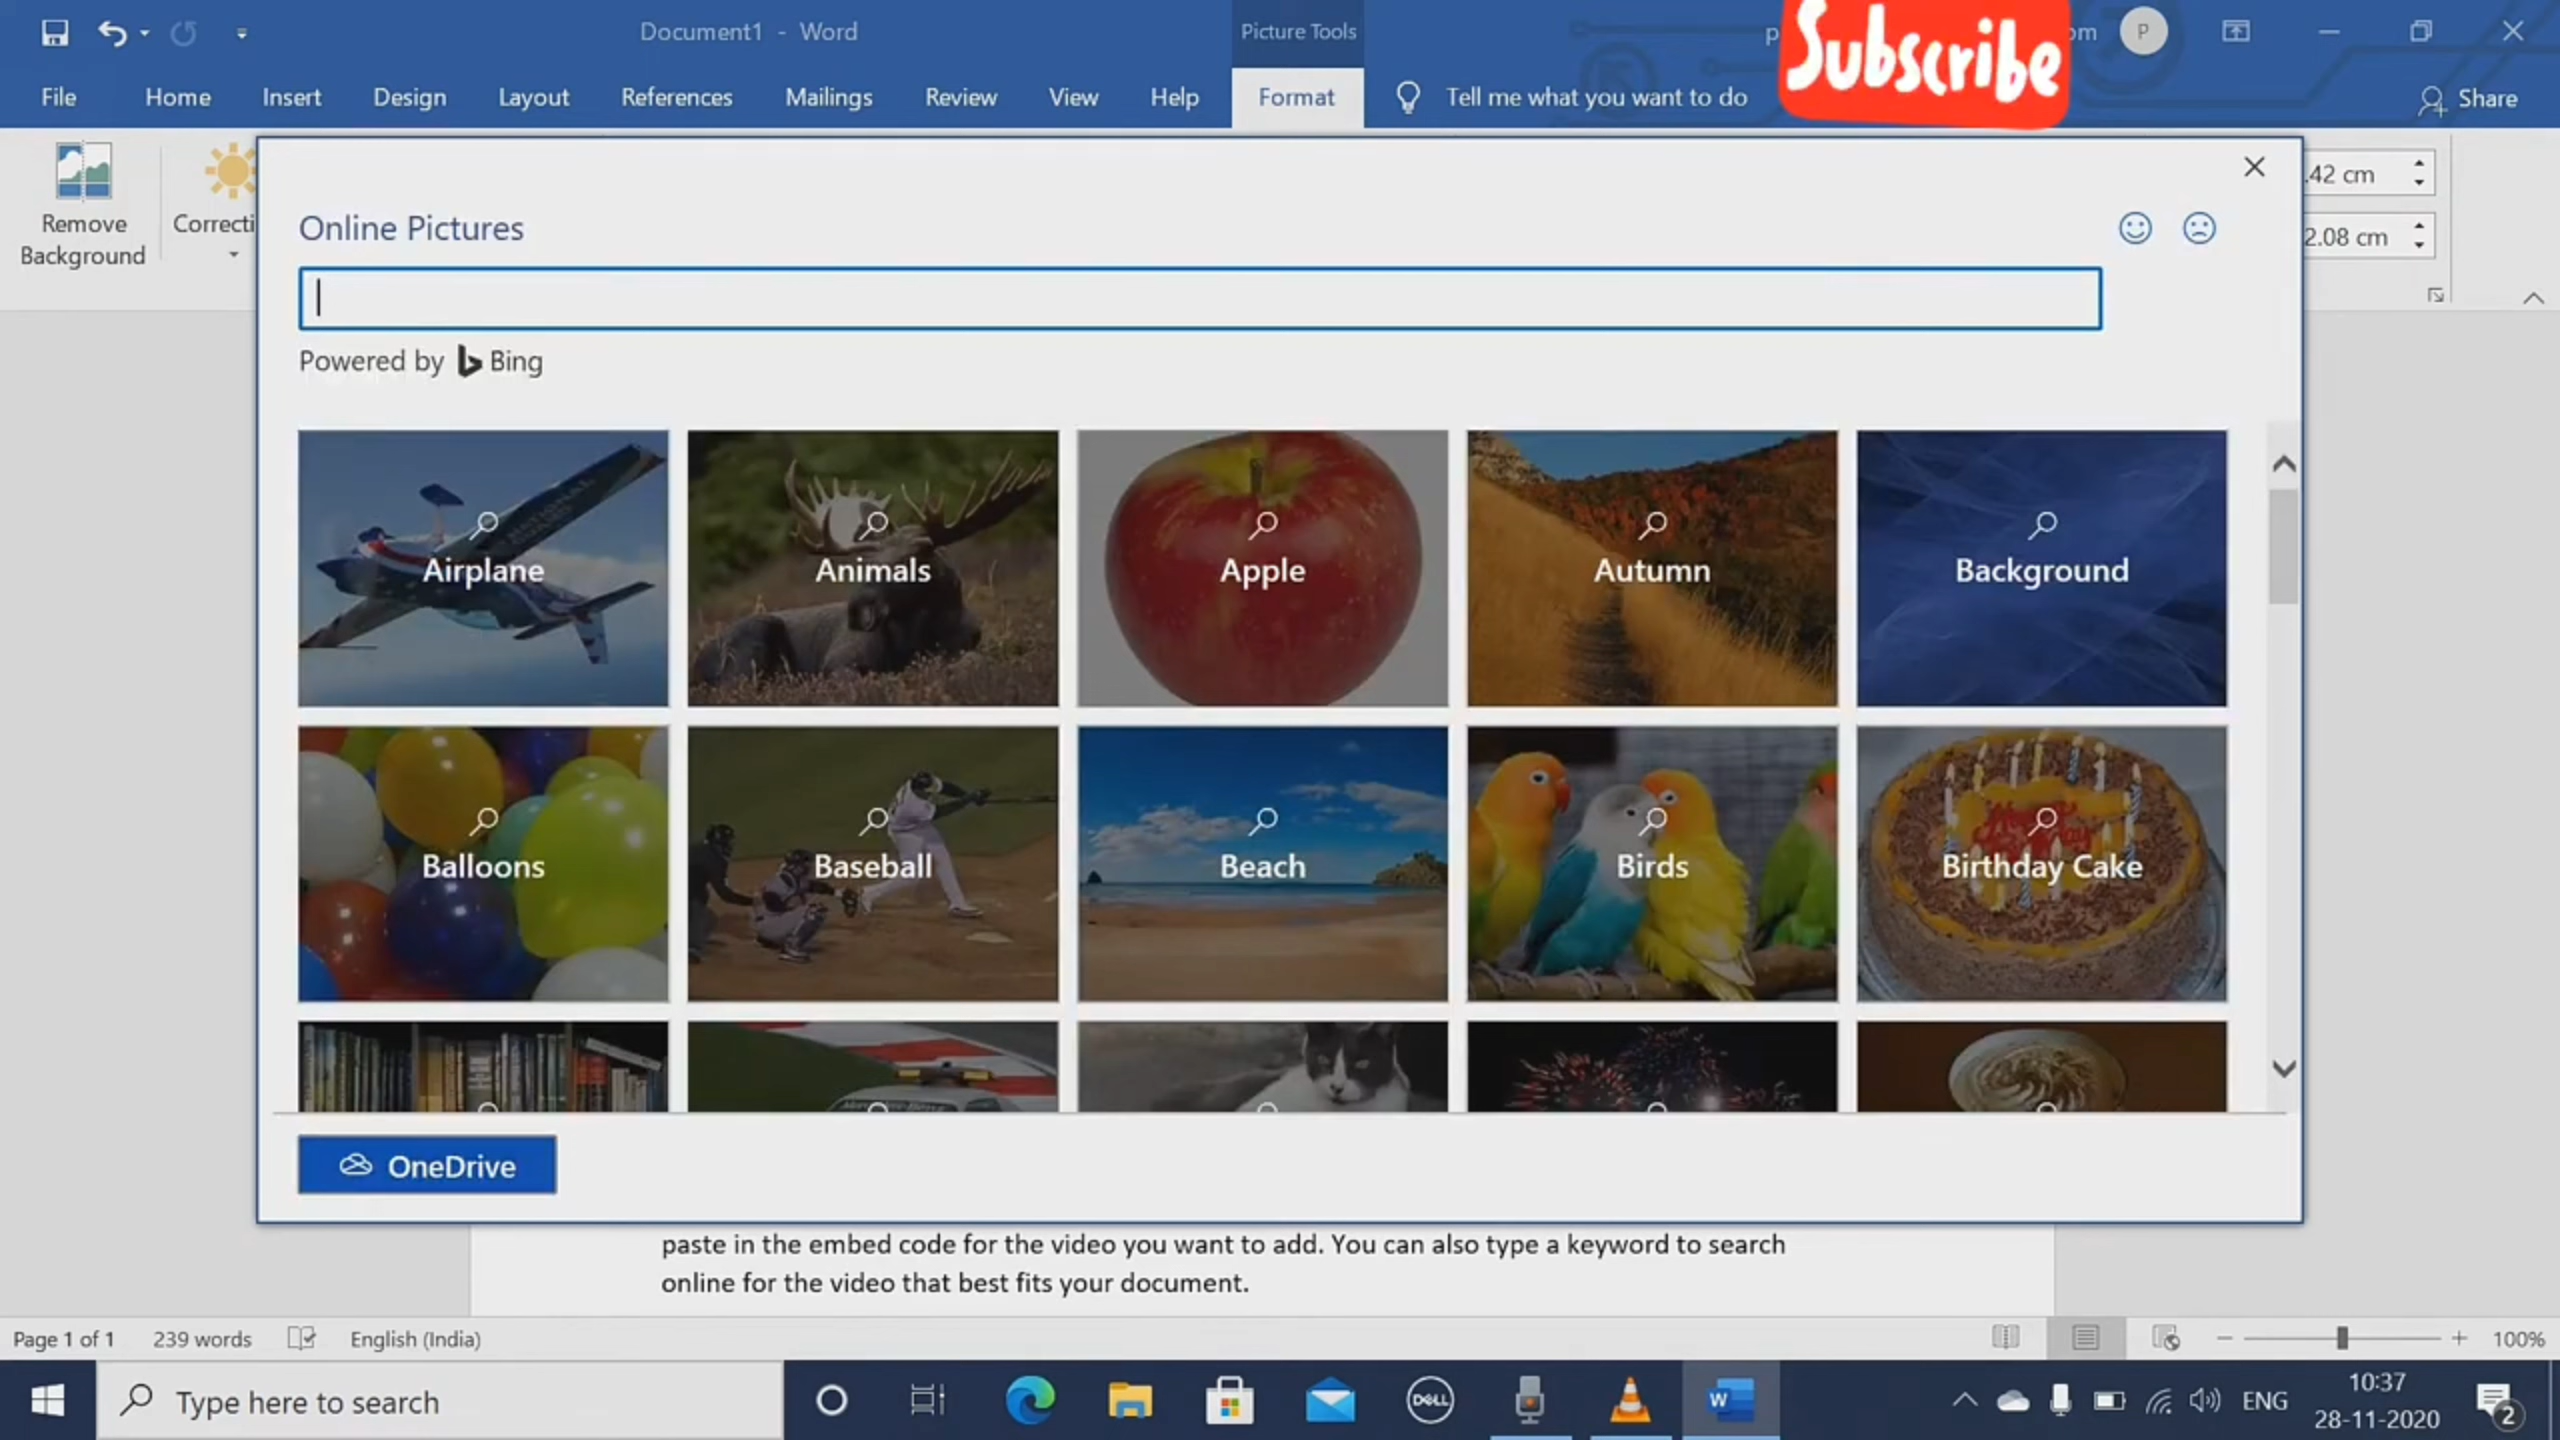 Document1 - Word
Picture Tools
Subscribe
om
P
File Home Insert Design Layout References Mailings Review View Help Format Tell me what you want to do Share
Remove
Background
Correcti
.42 cm
2.08 cm
Online Pictures
Powered by Bing
Airplane
Animals
Apple
Autumn
Background
Balloons
Baseball
Beach
Birds
Birthday Cake
OneDrive
paste in the embed code for the video you want to add. You can also type a keyword to search
online for the video that best fits your document.
Page 1 of 1 239 words English (India) 100%
Type here to search
DELL
W
ENG
10:37
28-11-2020
2